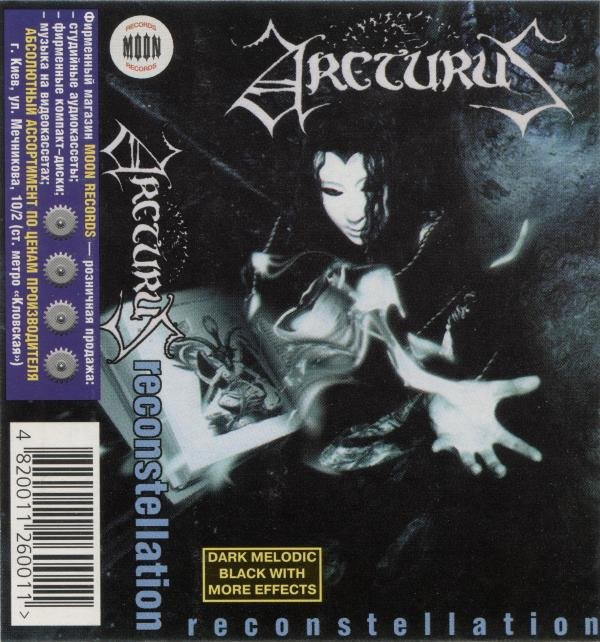 Фирменный магазин MOON RECORDS — розничная продажа:
- студийные аудиокассеты;
- фирменные компакт-диски;
- музыка на видеокассетах;
АБСОЛЮТНЫЙ АССОРТИМЕНТ ПО ЦЕНАМ ПРОИЗВОДИТЕЛЯ
г. Киев, ул. Мечникова, 10/2 (ст. метро «Кловская»)
RECORDS
MOON
RECORDS
ARCTURUS
reconstellation
4 820011 260011 >
ARCTURUS
DARK MELODIC
BLACK WITH
MORE EFFECTS
reconstellation